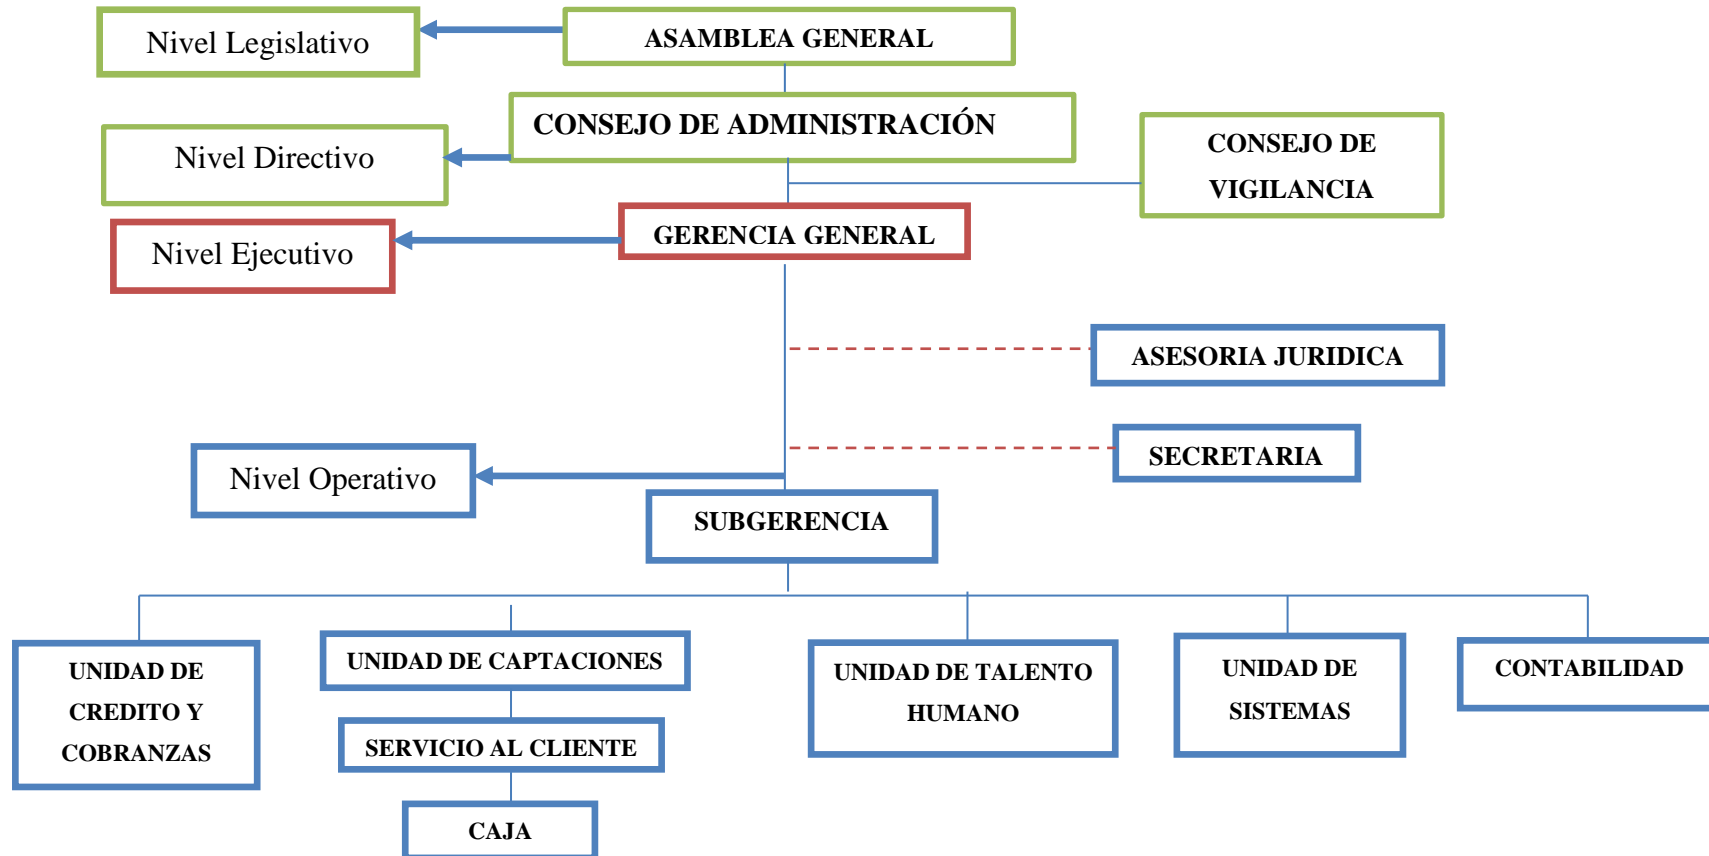 Nivel Legislativo
ASAMBLEA GENERAL
CONSEJO DE ADMINISTRACIÓN
Nivel Directivo
CONSEJO DE
VIGILANCIA
GERENCIA GENERAL
Nivel Ejecutivo
ASESORIA JURIDICA
SECRETARIA
Nivel Operativo
SUBGERENCIA
UNIDAD DE
CREDITO Y
COBRANZAS
UNIDAD DE CAPTACIONES
SERVICIO AL CLIENTE
CAJA
UNIDAD DE TALENTO
HUMANO
UNIDAD DE
SISTEMAS
CONTABILIDAD